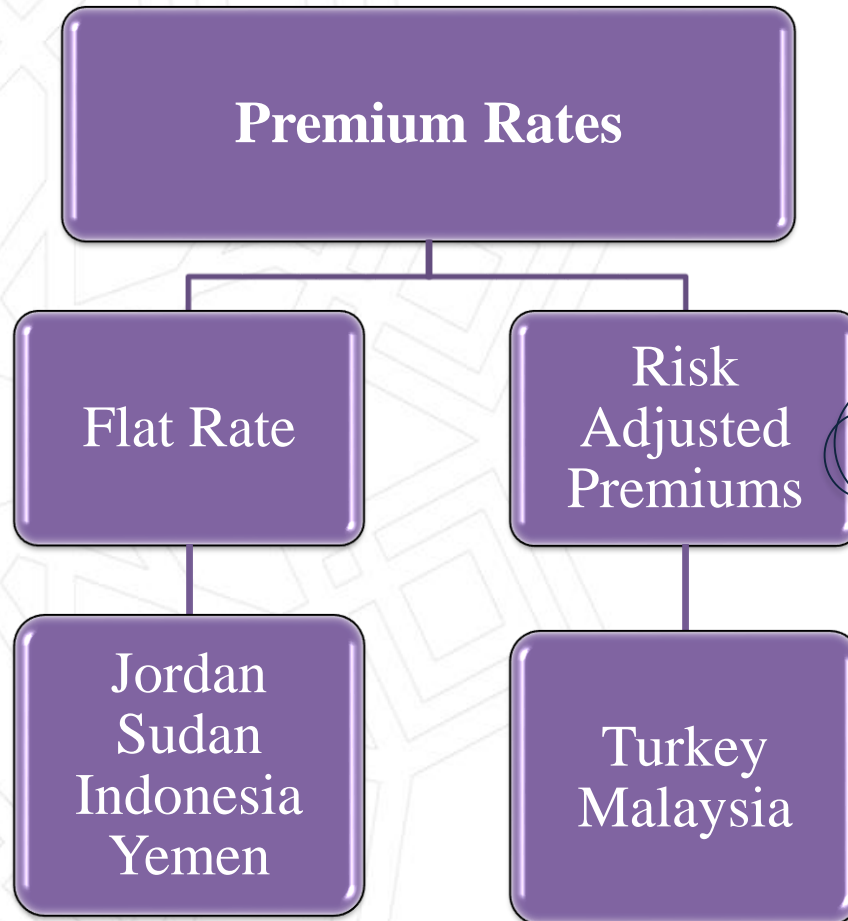 Premium Rates
Flat Rate
Risk
Adjusted
Premiums
Jordan
Sudan
Indonesia
Yemen
Turkey
Malaysia